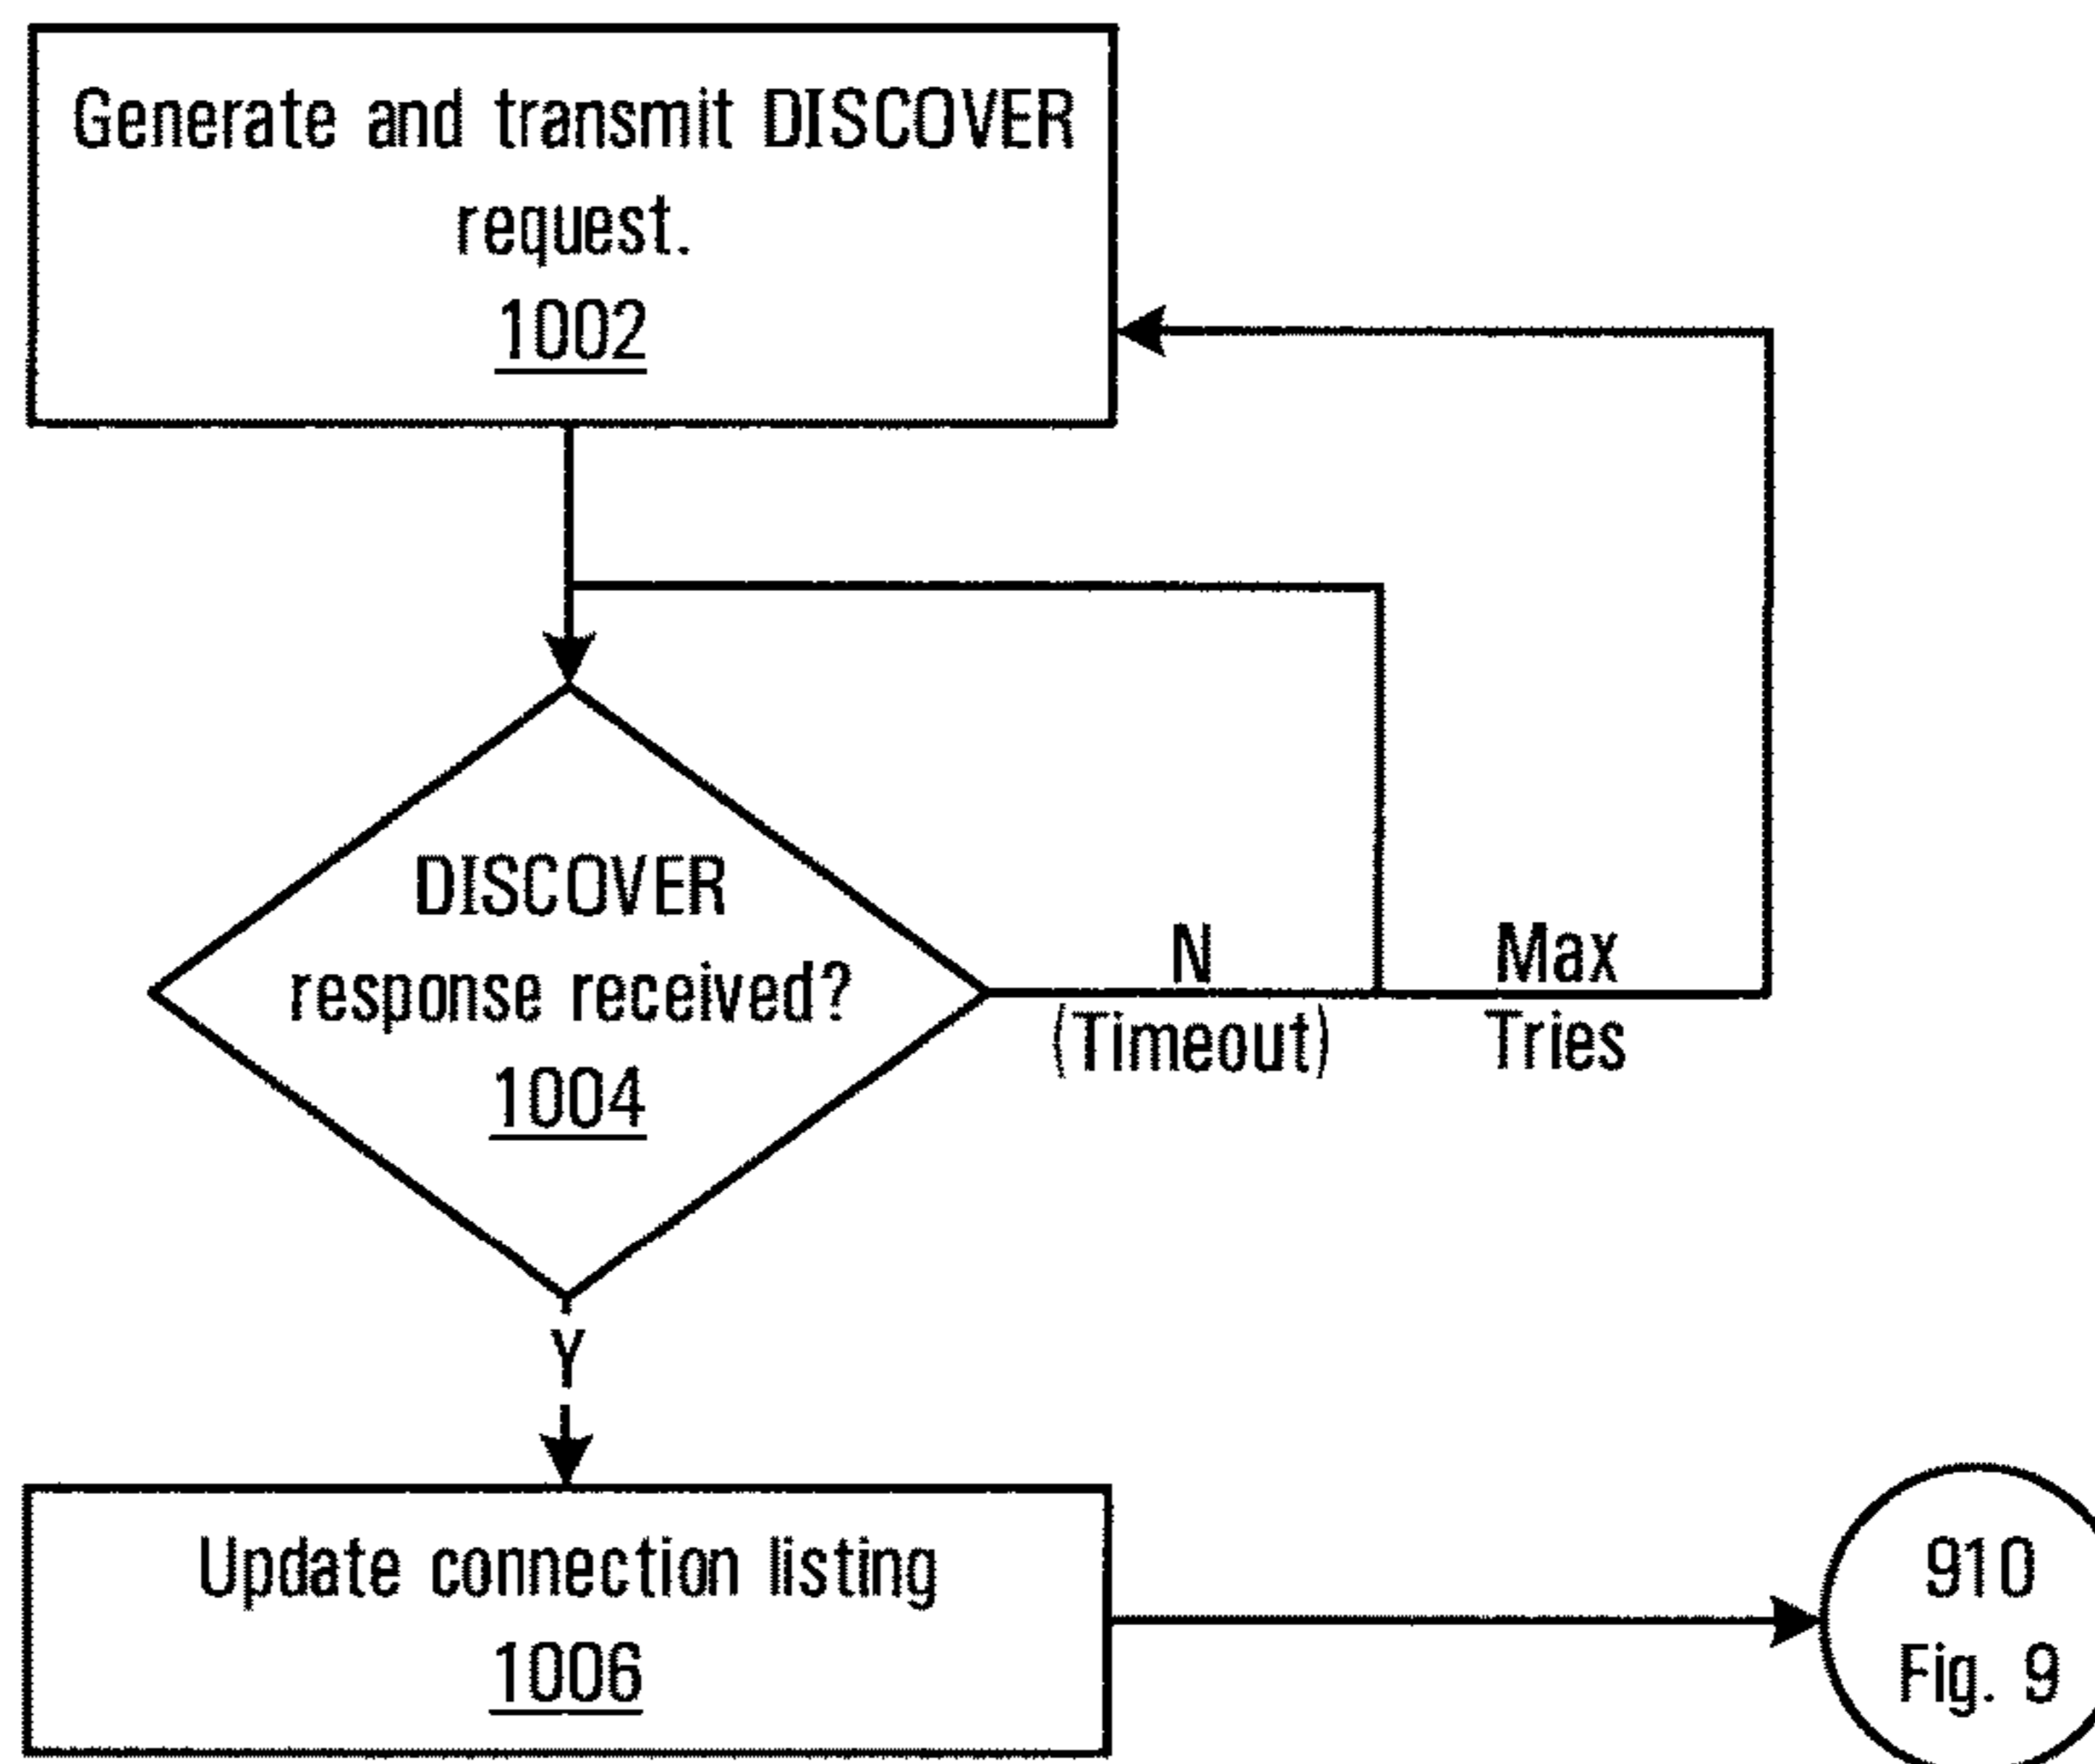 Generate and transmit DISCOVER
request.
1002
DISCOVER
response received?
1004
N
(Timeout)
Max
Tries
Y
Update connection listing
1006
910
Fig. 9